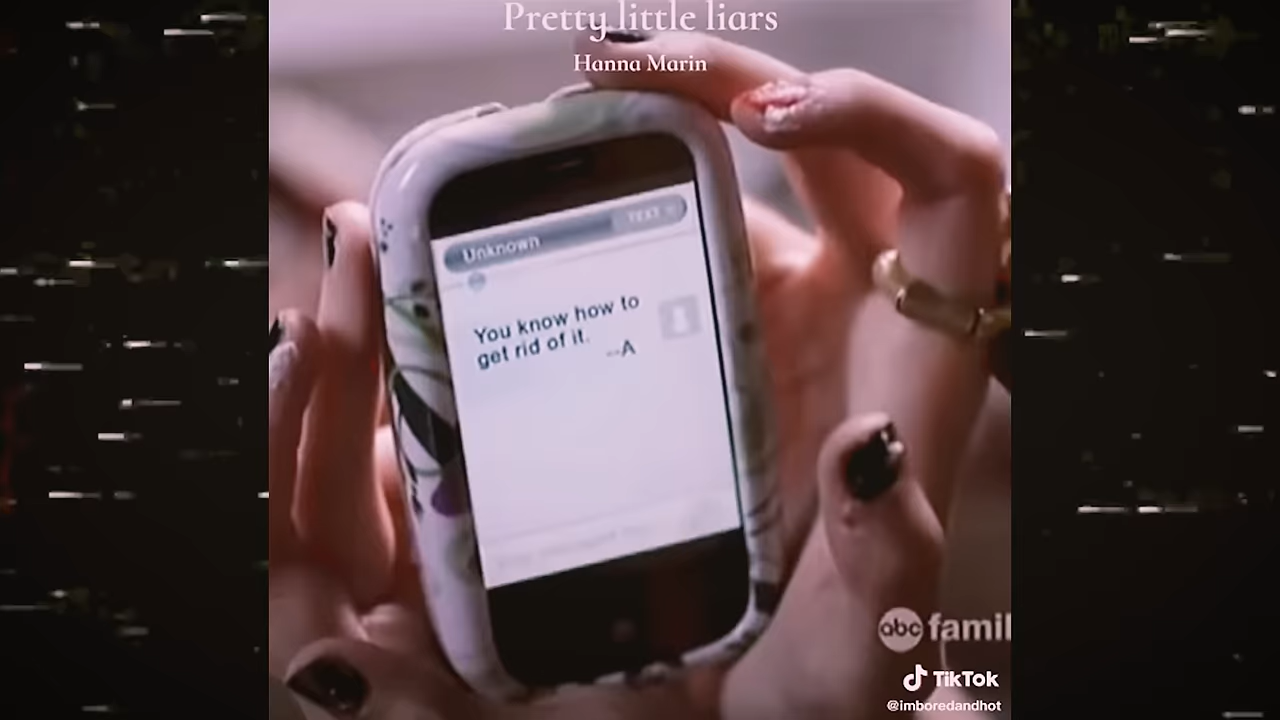 Pretty little liars
Hanna Marin
Unknown
TEXT
You know how to
get rid of it.
--A
abc famil
TikTok
@imboredandhot